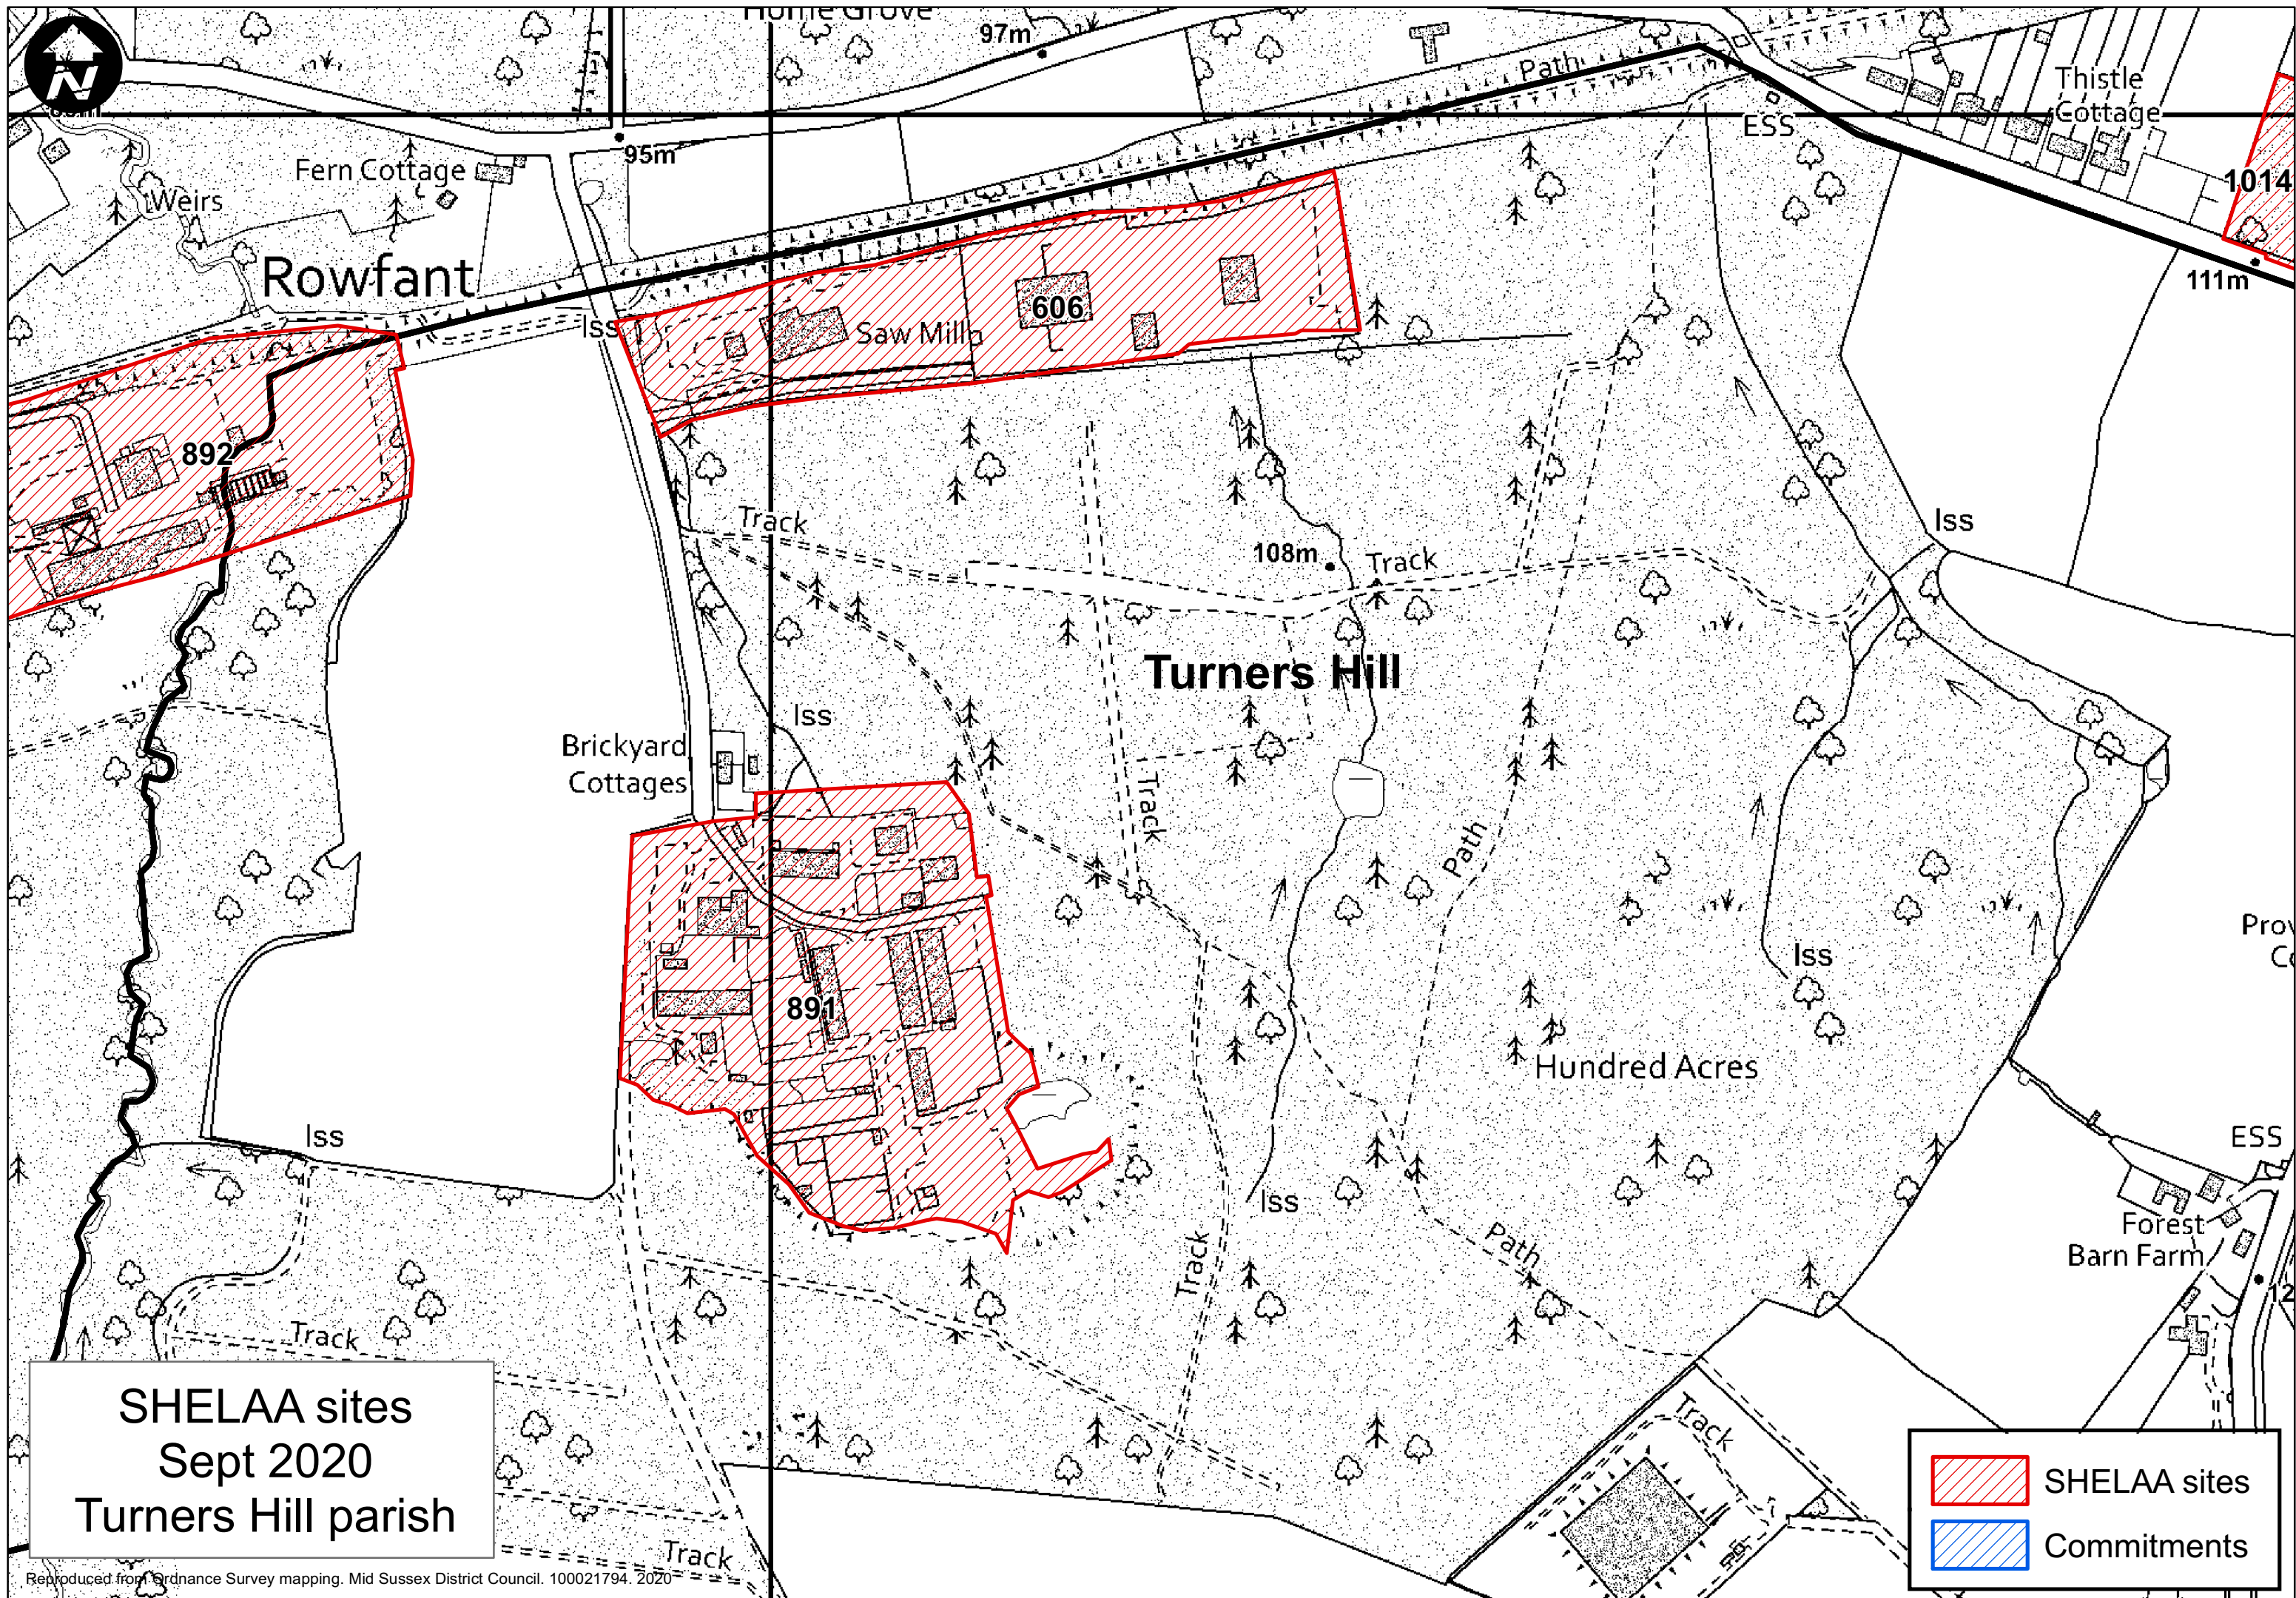 N
97m
Path
Thistle
Cottage
ESS
95m
Fern Cottage
Weirs
1014
Rowfant
111m
Iss
606
Saw Mill
892
Track
Iss
108m
Track
Turners Hill
Iss
Brickyard
Cottages
Track
Path
Iss
891
Hundred Acres
Iss
ESS
Iss
Forest
Barn Farm
Path
Track
Track
SHELAA sites
Sept 2020
Turners Hill parish
Track
SHELAA sites
Commitments
Track
Reproduced from Ordnance Survey mapping. Mid Sussex District Council. 100021794. 2020